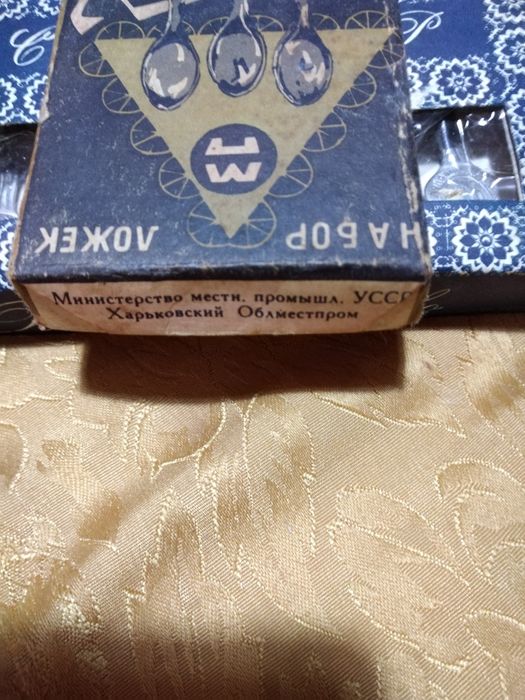 НАБОР ЛОЖЕК
Министерство местн. промышл. УССР
Харьковский Облместпром